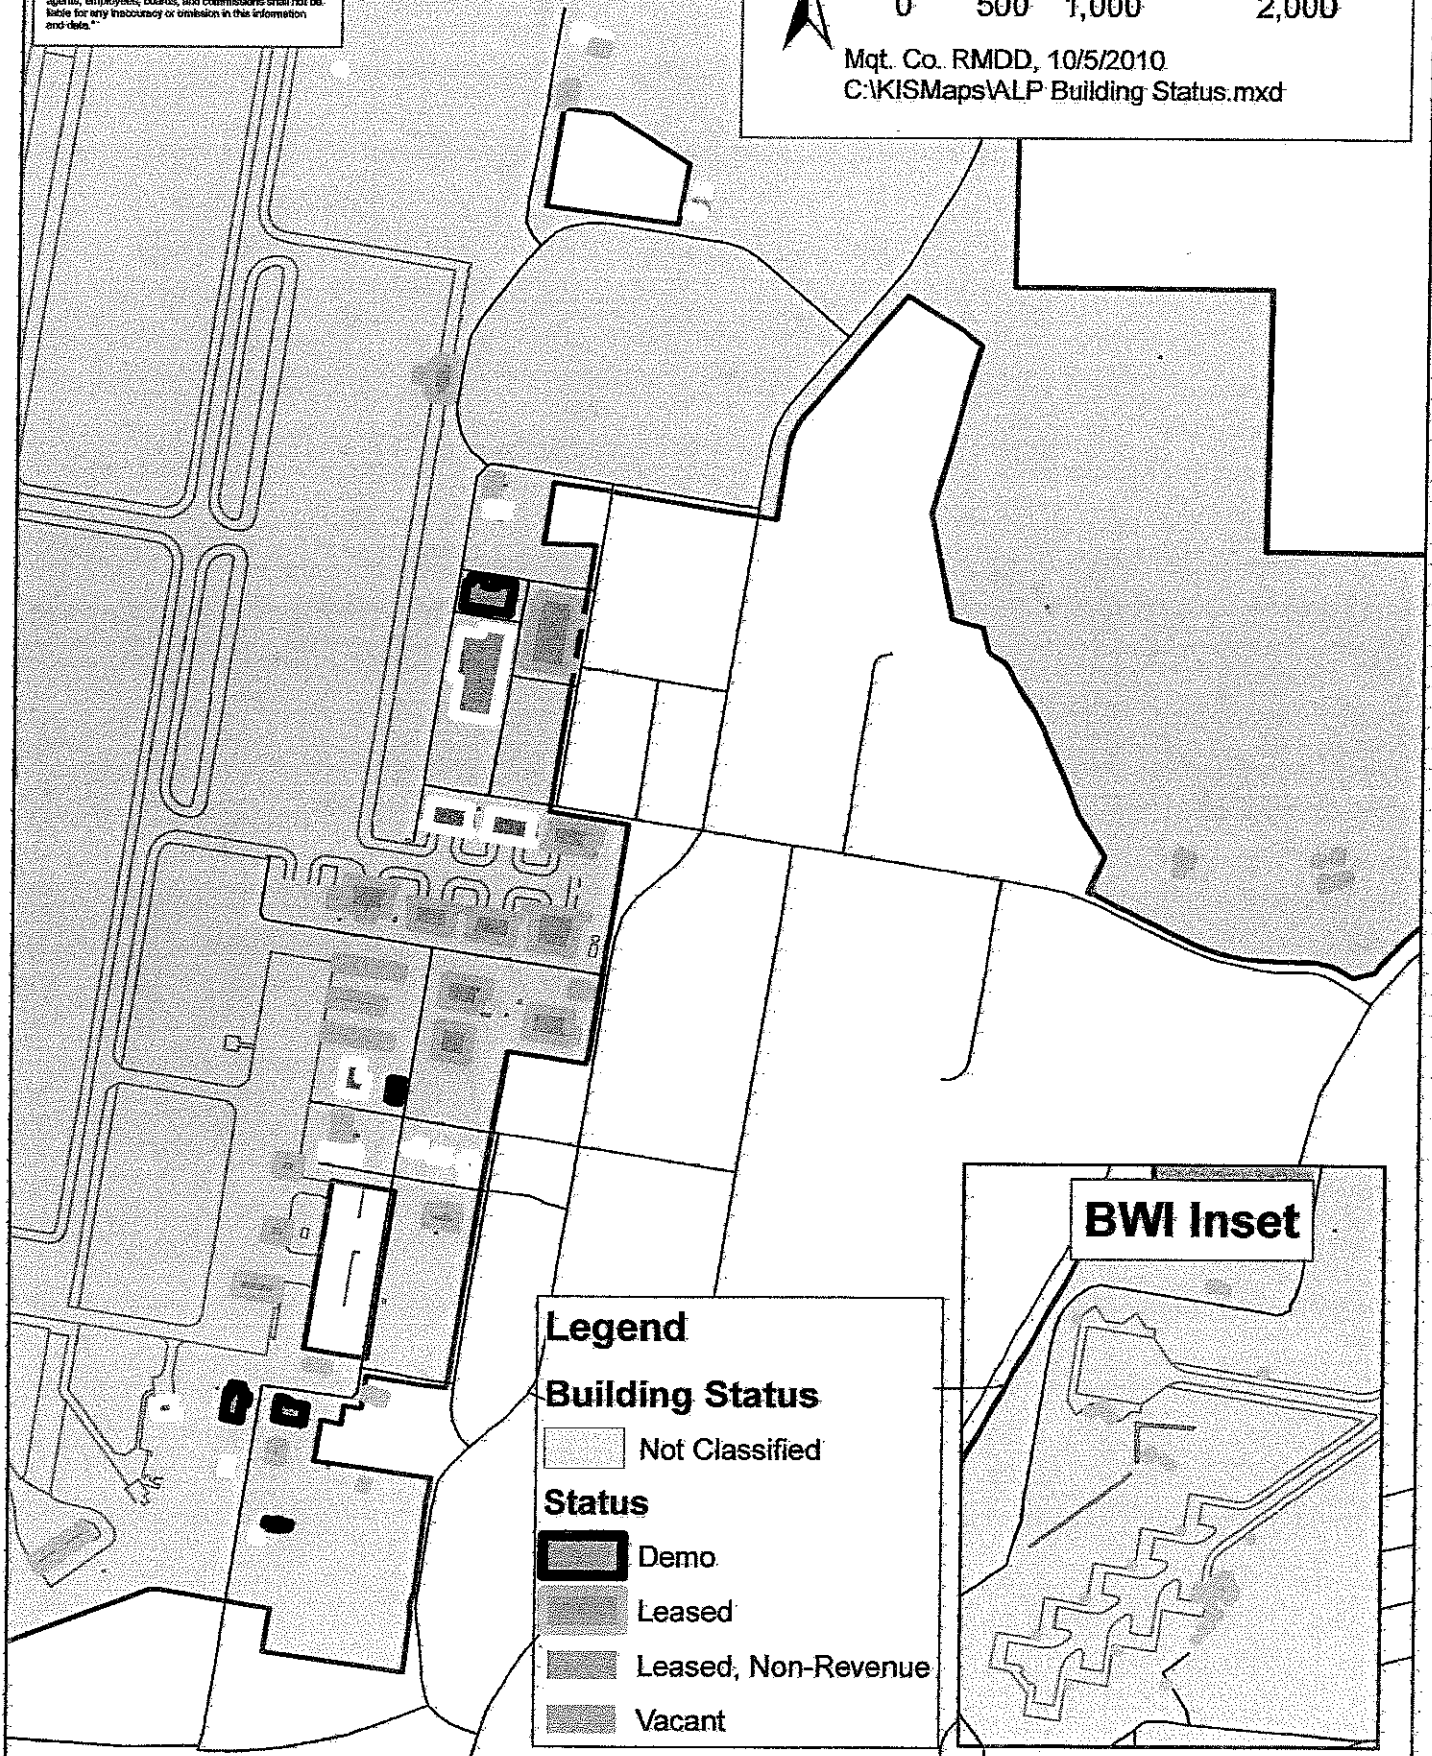 agents, employees, boards, and commissions shall not be
liable for any inaccuracy or omission in this information
and data."
0 500 1,000 2,000
Mqt. Co. RMDD, 10/5/2010
C:\KISMaps\ALP Building Status.mxd
BWI Inset
Legend
Building Status
Not Classified
Status
Demo
Leased
Leased, Non-Revenue
Vacant